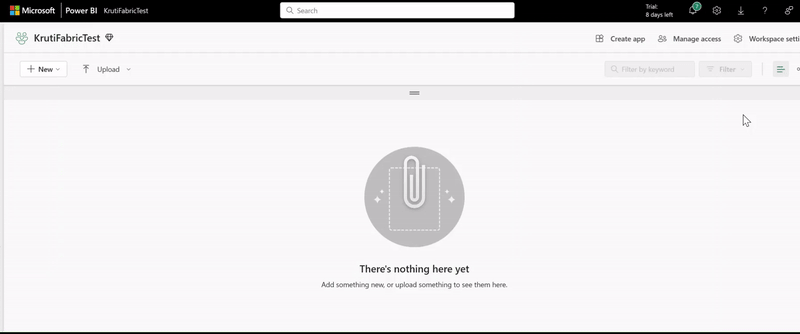 Microsoft Power BI KrutiFabricTest
Search
Trial:
8 days left
7
?
KrutiFabricTest
Create app
Manage access
Workspace setti
New
Upload
Filter by keyword
Filter
There's nothing here yet
Add something new, or upload something to see them here.